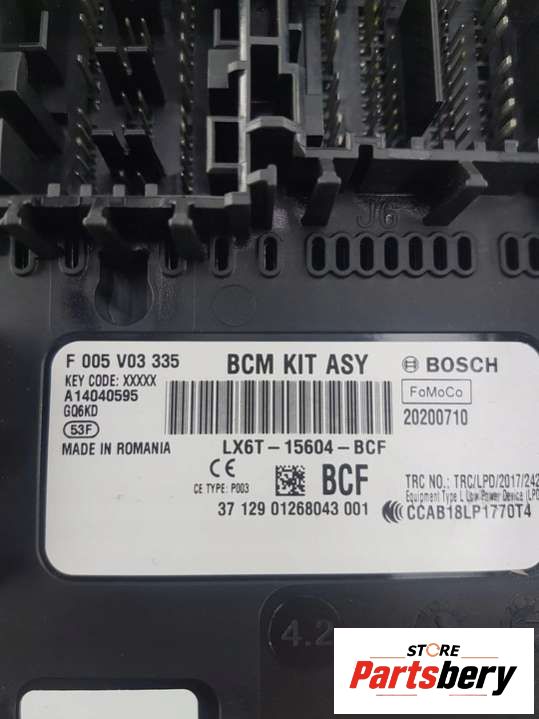 J6
F 005 V03 335
BCM KIT ASY
BOSCH
KEY CODE: XXXXX
A14040595
GQ6KD
53F
MADE IN ROMANIA
FoMoCo
20200710
LX6T-15604-BCF
CE
CE TYPE: P003
BCF
37 129 01268043 001
TRC NO.: TRC/LPD/2017/242
Equipment Type L Low Power Device (LPD
CCAB18LP1770T4
4.2
STORE
Partsbery